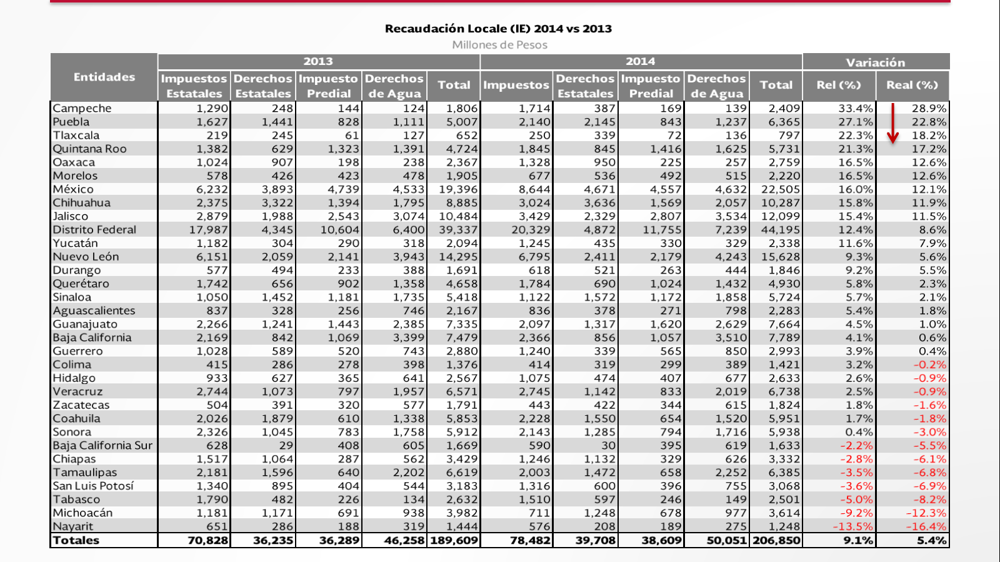 Recaudación Locale (IE) 2014 vs 2013
Millones de Pesos
Entidades 2013 2014 Variación
Impuestos Estatales Derechos Estatales Impuesto Predial Derechos de Agua Total Impuestos Derechos Estatales Impuesto Predial Derechos de Agua Total Rel (%) Real (%)
Campeche 1,290 248 144 124 1,806 1,714 387 169 139 2,409 33.4% 28.9%
Puebla 1,627 1,441 828 1,111 5,007 2,140 2,145 843 1,237 6,365 27.1% 22.8%
Tlaxcala 219 245 61 127 652 250 339 72 136 797 22.3% 18.2%
Quintana Roo 1,382 629 1,323 1,391 4,724 1,845 845 1,416 1,625 5,731 21.3% 17.2%
Oaxaca 1,024 907 198 238 2,367 1,328 950 225 257 2,759 16.5% 12.6%
Morelos 578 426 423 478 1,905 677 536 492 515 2,220 16.5% 12.6%
México 6,232 3,893 4,739 4,533 19,396 8,644 4,671 4,557 4,632 22,505 16.0% 12.1%
Chihuahua 2,375 3,322 1,394 1,795 8,885 3,024 3,636 1,569 2,057 10,287 15.8% 11.9%
Jalisco 2,879 1,988 2,543 3,074 10,484 3,429 2,329 2,807 3,534 12,099 15.4% 11.5%
Distrito Federal 17,987 4,345 10,604 6,400 39,337 20,329 4,872 11,755 7,239 44,195 12.4% 8.6%
Yucatán 1,182 304 290 318 2,094 1,245 435 330 329 2,338 11.6% 7.9%
Nuevo León 6,151 2,059 2,141 3,943 14,295 6,795 2,411 2,179 4,243 15,628 9.3% 5.6%
Durango 577 494 233 388 1,691 618 521 263 444 1,846 9.2% 5.5%
Querétaro 1,742 656 902 1,358 4,658 1,784 690 1,024 1,432 4,930 5.8% 2.3%
Sinaloa 1,050 1,452 1,181 1,735 5,418 1,122 1,572 1,172 1,858 5,724 5.7% 2.1%
Aguascalientes 837 328 256 746 2,167 836 378 271 798 2,283 5.4% 1.8%
Guanajuato 2,266 1,241 1,443 2,385 7,335 2,097 1,317 1,620 2,629 7,664 4.5% 1.0%
Baja California 2,169 842 1,069 3,399 7,479 2,366 856 1,057 3,510 7,789 4.1% 0.6%
Guerrero 1,028 589 520 743 2,880 1,240 339 565 850 2,993 3.9% 0.4%
Colima 415 286 278 398 1,376 414 319 299 389 1,421 3.2% -0.2%
Hidalgo 933 627 365 641 2,567 1,075 474 407 677 2,633 2.6% -0.9%
Veracruz 2,744 1,073 797 1,957 6,571 2,745 1,142 833 2,019 6,738 2.5% -0.9%
Zacatecas 504 391 320 577 1,791 443 422 344 615 1,824 1.8% -1.6%
Coahuila 2,026 1,879 610 1,338 5,853 2,228 1,550 654 1,520 5,951 1.7% -1.8%
Sonora 2,326 1,045 783 1,758 5,912 2,143 1,285 794 1,716 5,938 0.4% -3.0%
Baja California Sur 628 29 408 605 1,669 590 30 395 619 1,633 -2.2% -5.5%
Chiapas 1,517 1,064 287 562 3,429 1,246 1,132 329 626 3,332 -2.8% -6.1%
Tamaulipas 2,181 1,596 640 2,202 6,619 2,003 1,472 658 2,252 6,385 -3.5% -6.8%
San Luis Potosí 1,340 895 404 544 3,183 1,316 600 396 755 3,068 -3.6% -6.9%
Tabasco 1,790 482 226 134 2,632 1,510 597 246 149 2,501 -5.0% -8.2%
Michoacán 1,181 1,171 691 938 3,982 711 1,248 678 977 3,614 -9.2% -12.3%
Nayarit 651 286 188 319 1,444 576 208 189 275 1,248 -13.5% -16.4%
Totales 70,828 36,235 36,289 46,258 189,609 78,482 39,708 38,609 50,051 206,850 9.1% 5.4%